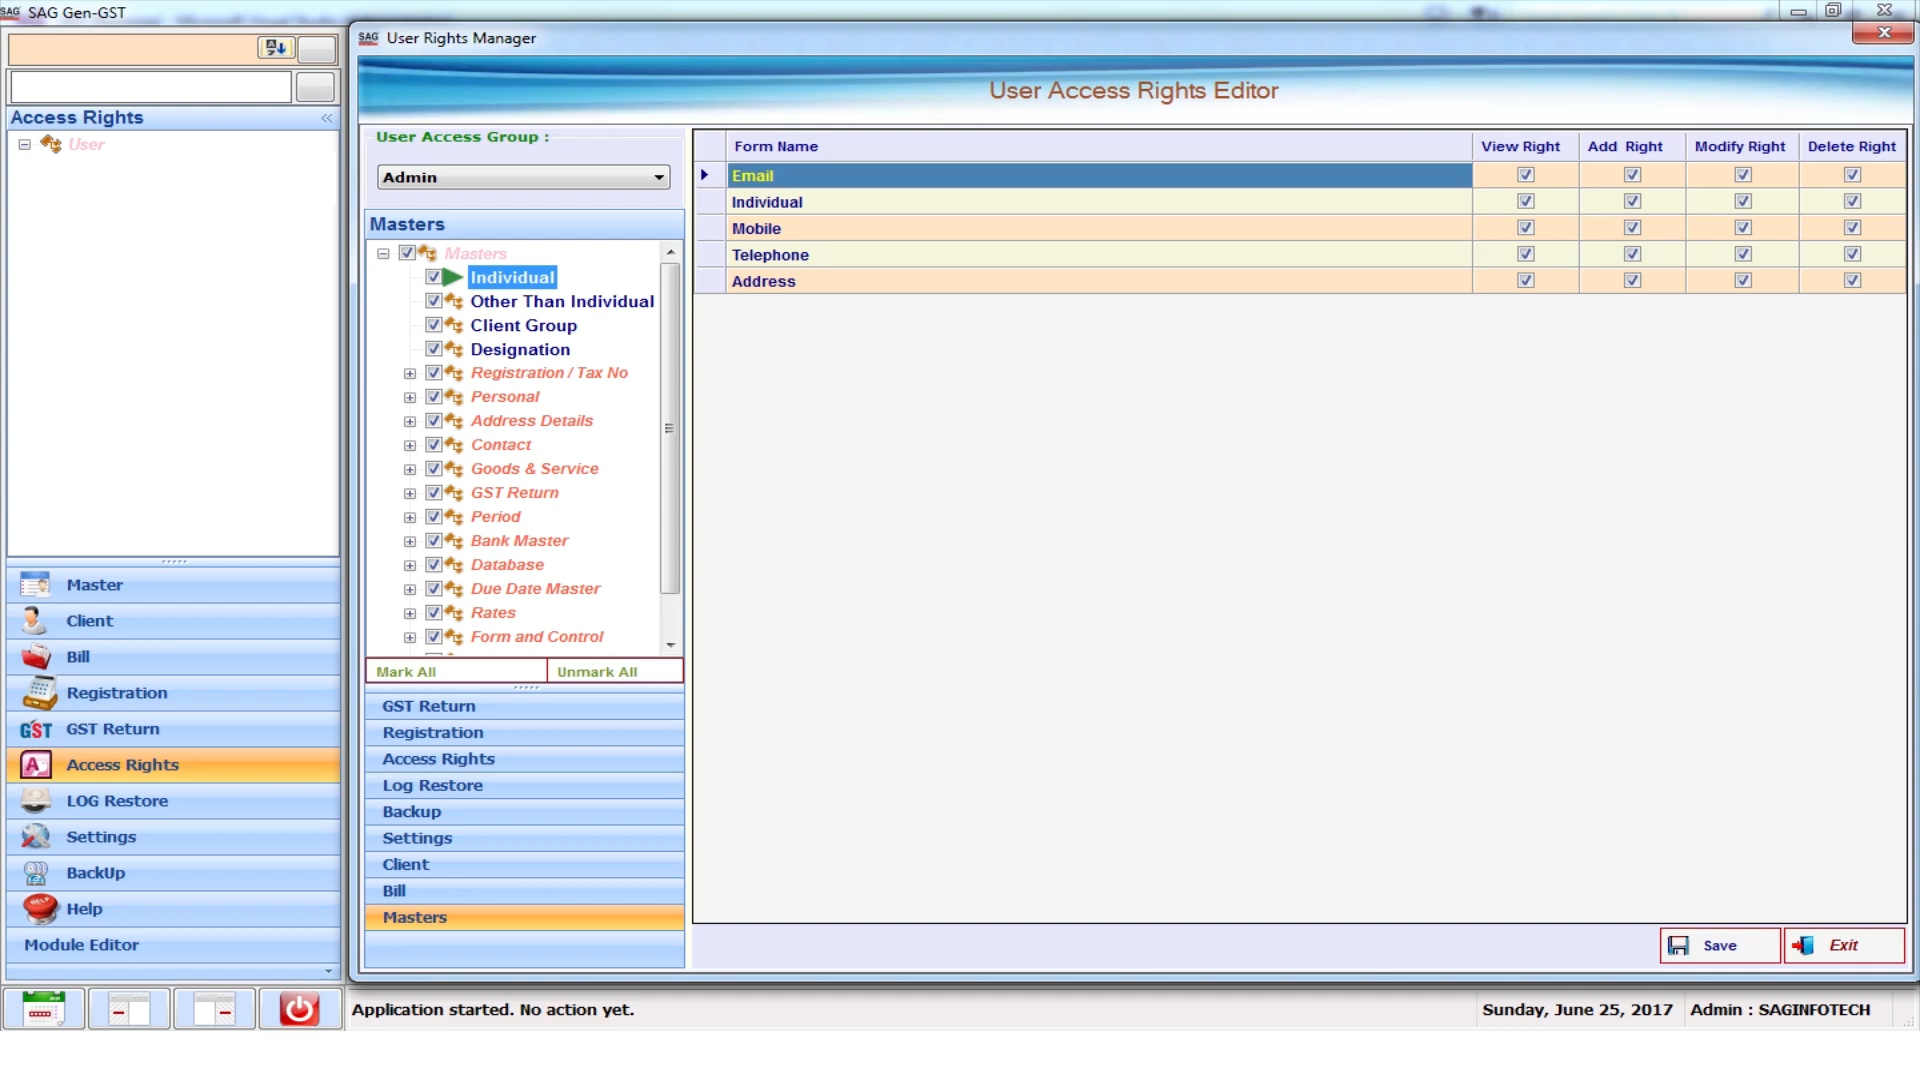 SAG SAG Gen-GST
SAG User Rights Manager
User Access Rights Editor
Access Rights
User
Master
Client
Bill
Registration
GST GST Return
A Access Rights
LOG Restore
Settings
BackUp
HELP Help
Module Editor
User Access Group :
Admin
Masters
Masters
Individual
Other Than Individual
Client Group
Designation
Registration / Tax No
Personal
Address Details
Contact
Goods & Service
GST Return
Period
Bank Master
Database
Due Date Master
Rates
Form and Control
Mark All Unmark All
GST Return
Registration
Access Rights
Log Restore
Backup
Settings
Client
Bill
Masters
Form Name View Right Add Right Modify Right Delete Right
Email
Individual
Mobile
Telephone
Address
Save Exit
Application started. No action yet. Sunday, June 25, 2017 Admin : SAGINFOTECH